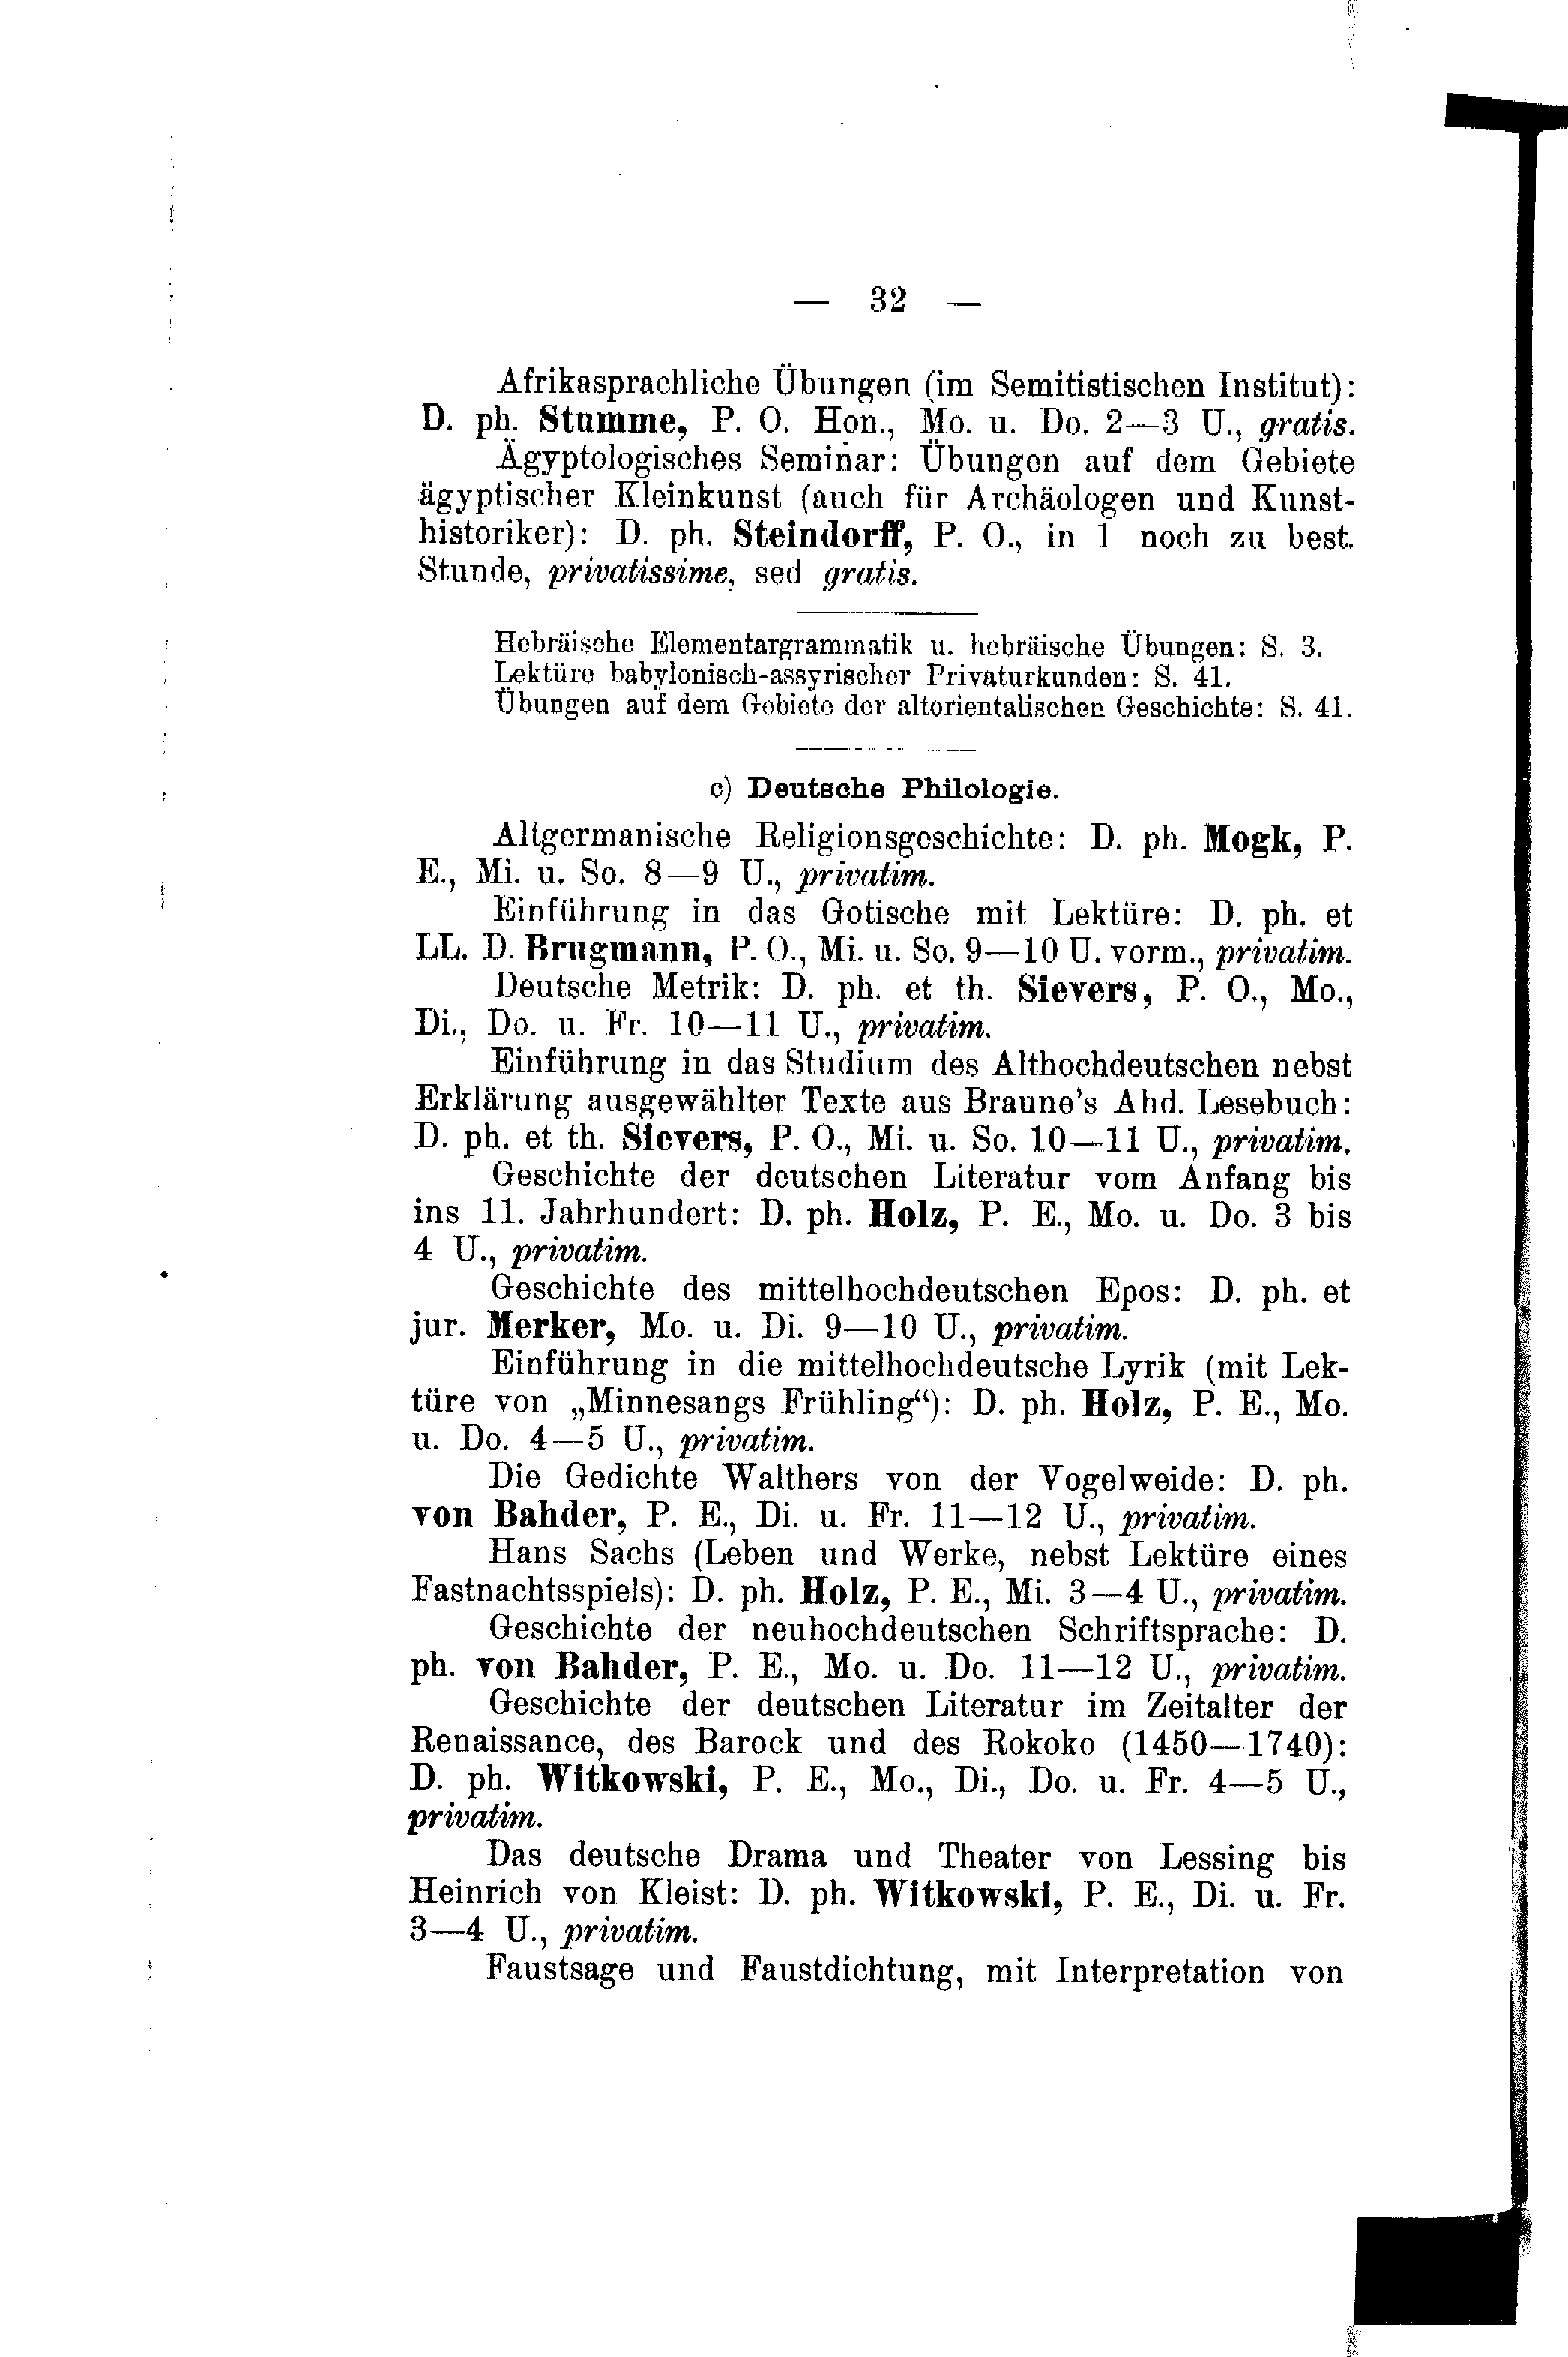 — 32 —
Afrikasprachliche Übungen (im Semitistischen Institut):
D. ph. Stumme, P. O. Hon., Mo. u. Do. 2—3 U., gratis.
Ägyptologisches Seminar: Übungen auf dem Gebiete
ägyptischer Kleinkunst (auch für Archäologen und Kunst-
historiker): D. ph. Steindorff, P. O., in 1 noch zu best.
Stunde, privatissime, sed gratis.
Hebräische Elementargrammatik u. hebräische Übungen: S. 3.
Lektüre babylonisch-assyrischer Privaturkunden: S. 41.
Übungen auf dem Gebiete der altorientalischen Geschichte: S. 41.
c) Deutsche Philologie.
Altgermanische Religionsgeschichte: D. ph. Mogk, P.
E., Mi. u. So. 8—9 U., privatim.
Einführung in das Gotische mit Lektüre: D. ph. et
LL. D. Brugmann, P. O., Mi. u. So. 9—10 U. vorm., privatim.
Deutsche Metrik: D. ph. et th. Sievers, P. O., Mo.,
Di., Do. u. Fr. 10—11 U., privatim.
Einführung in das Studium des Althochdeutschen nebst
Erklärung ausgewählter Texte aus Braune's Ahd. Lesebuch:
D. ph. et th. Sievers, P. O., Mi. u. So. 10—11 U., privatim.
Geschichte der deutschen Literatur vom Anfang bis
ins 11. Jahrhundert: D. ph. Holz, P. E., Mo. u. Do. 3 bis
4 U., privatim.
Geschichte des mittelhochdeutschen Epos: D. ph. et
jur. Merker, Mo. u. Di. 9—10 U., privatim.
Einführung in die mittelhochdeutsche Lyrik (mit Lek-
türe von „Minnesangs Frühling“): D. ph. Holz, P. E., Mo.
u. Do. 4—5 U., privatim.
Die Gedichte Walthers von der Vogelweide: D. ph.
von Bahder, P. E., Di. u. Fr. 11—12 U., privatim.
Hans Sachs (Leben und Werke, nebst Lektüre eines
Fastnachtsspiels): D. ph. Holz, P. E., Mi. 3—4 U., privatim.
Geschichte der neuhochdeutschen Schriftsprache: D.
ph. von Bahder, P. E., Mo. u. Do. 11—12 U., privatim.
Geschichte der deutschen Literatur im Zeitalter der
Renaissance, des Barock und des Rokoko (1450—1740):
D. ph. Witkowski, P. E., Mo., Di., Do. u. Fr. 4—5 U.,
privatim.
Das deutsche Drama und Theater von Lessing bis
Heinrich von Kleist: D. ph. Witkowski, P. E., Di. u. Fr.
3—4 U., privatim.
Faustsage und Faustdichtung, mit Interpretation von